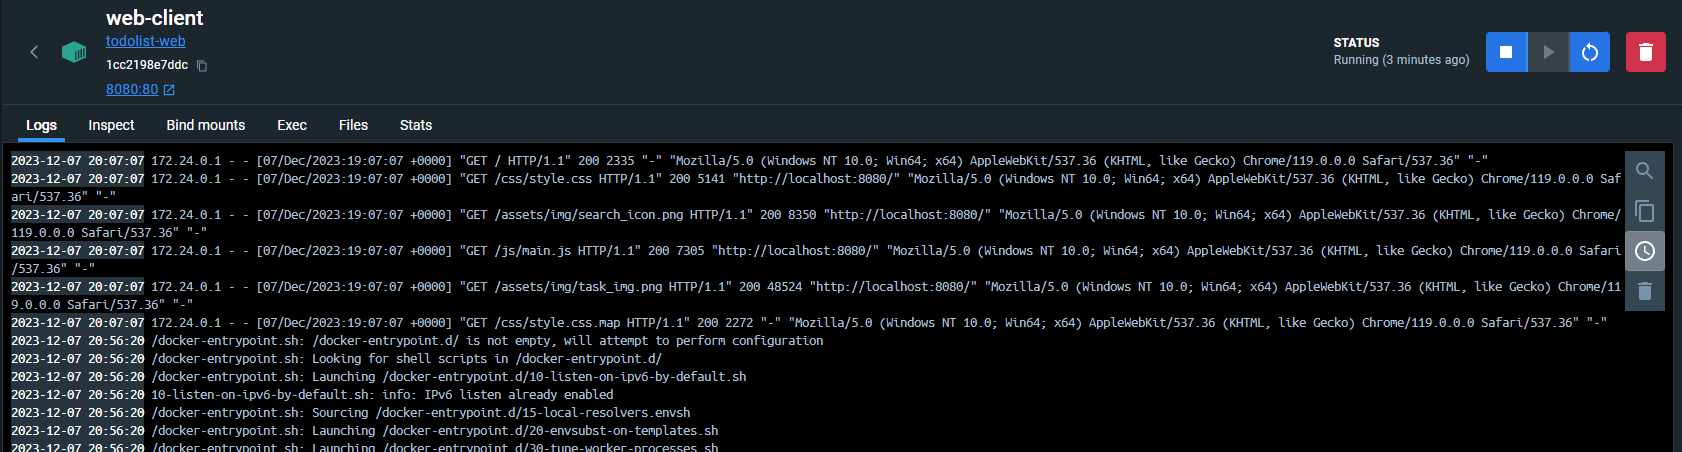 web-client
todolist-web
1cc2198e7ddc
8080:80
STATUS
Running (3 minutes ago)
Logs Inspect Bind mounts Exec Files Stats
2023-12-07 20:07:07 172.24.0.1 - - [07/Dec/2023:19:07:07 +0000] "GET / HTTP/1.1" 200 2335 "-" "Mozilla/5.0 (Windows NT 10.0; Win64; x64) AppleWebKit/537.36 (KHTML, like Gecko) Chrome/119.0.0.0 Safari/537.36" "-"
2023-12-07 20:07:07 172.24.0.1 - - [07/Dec/2023:19:07:07 +0000] "GET /css/style.css HTTP/1.1" 200 5141 "http://localhost:8080/" "Mozilla/5.0 (Windows NT 10.0; Win64; x64) AppleWebKit/537.36 (KHTML, like Gecko) Chrome/119.0.0.0 Saf
ari/537.36" "-"
2023-12-07 20:07:07 172.24.0.1 - - [07/Dec/2023:19:07:07 +0000] "GET /assets/img/search_icon.png HTTP/1.1" 200 8350 "http://localhost:8080/" "Mozilla/5.0 (Windows NT 10.0; Win64; x64) AppleWebKit/537.36 (KHTML, like Gecko) Chrome/
119.0.0.0 Safari/537.36" "-"
2023-12-07 20:07:07 172.24.0.1 - - [07/Dec/2023:19:07:07 +0000] "GET /js/main.js HTTP/1.1" 200 7305 "http://localhost:8080/" "Mozilla/5.0 (Windows NT 10.0; Win64; x64) AppleWebKit/537.36 (KHTML, like Gecko) Chrome/119.0.0.0 Safari
/537.36" "-"
2023-12-07 20:07:07 172.24.0.1 - - [07/Dec/2023:19:07:07 +0000] "GET /assets/img/task_img.png HTTP/1.1" 200 48524 "http://localhost:8080/" "Mozilla/5.0 (Windows NT 10.0; Win64; x64) AppleWebKit/537.36 (KHTML, like Gecko) Chrome/11
9.0.0.0 Safari/537.36" "-"
2023-12-07 20:07:07 172.24.0.1 - - [07/Dec/2023:19:07:07 +0000] "GET /css/style.css.map HTTP/1.1" 200 2272 "-" "Mozilla/5.0 (Windows NT 10.0; Win64; x64) AppleWebKit/537.36 (KHTML, like Gecko) Chrome/119.0.0.0 Safari/537.36" "-"
2023-12-07 20:56:20 /docker-entrypoint.sh: /docker-entrypoint.d/ is not empty, will attempt to perform configuration
2023-12-07 20:56:20 /docker-entrypoint.sh: Looking for shell scripts in /docker-entrypoint.d/
2023-12-07 20:56:20 /docker-entrypoint.sh: Launching /docker-entrypoint.d/10-listen-on-ipv6-by-default.sh
2023-12-07 20:56:20 10-listen-on-ipv6-by-default.sh: info: IPv6 listen already enabled
2023-12-07 20:56:20 /docker-entrypoint.sh: Sourcing /docker-entrypoint.d/15-local-resolvers.envsh
2023-12-07 20:56:20 /docker-entrypoint.sh: Launching /docker-entrypoint.d/20-envsubst-on-templates.sh
2023-12-07 20:56:20 /docker-entrypoint.sh: Launching /docker-entrypoint.d/30-tune-worker-processes.sh